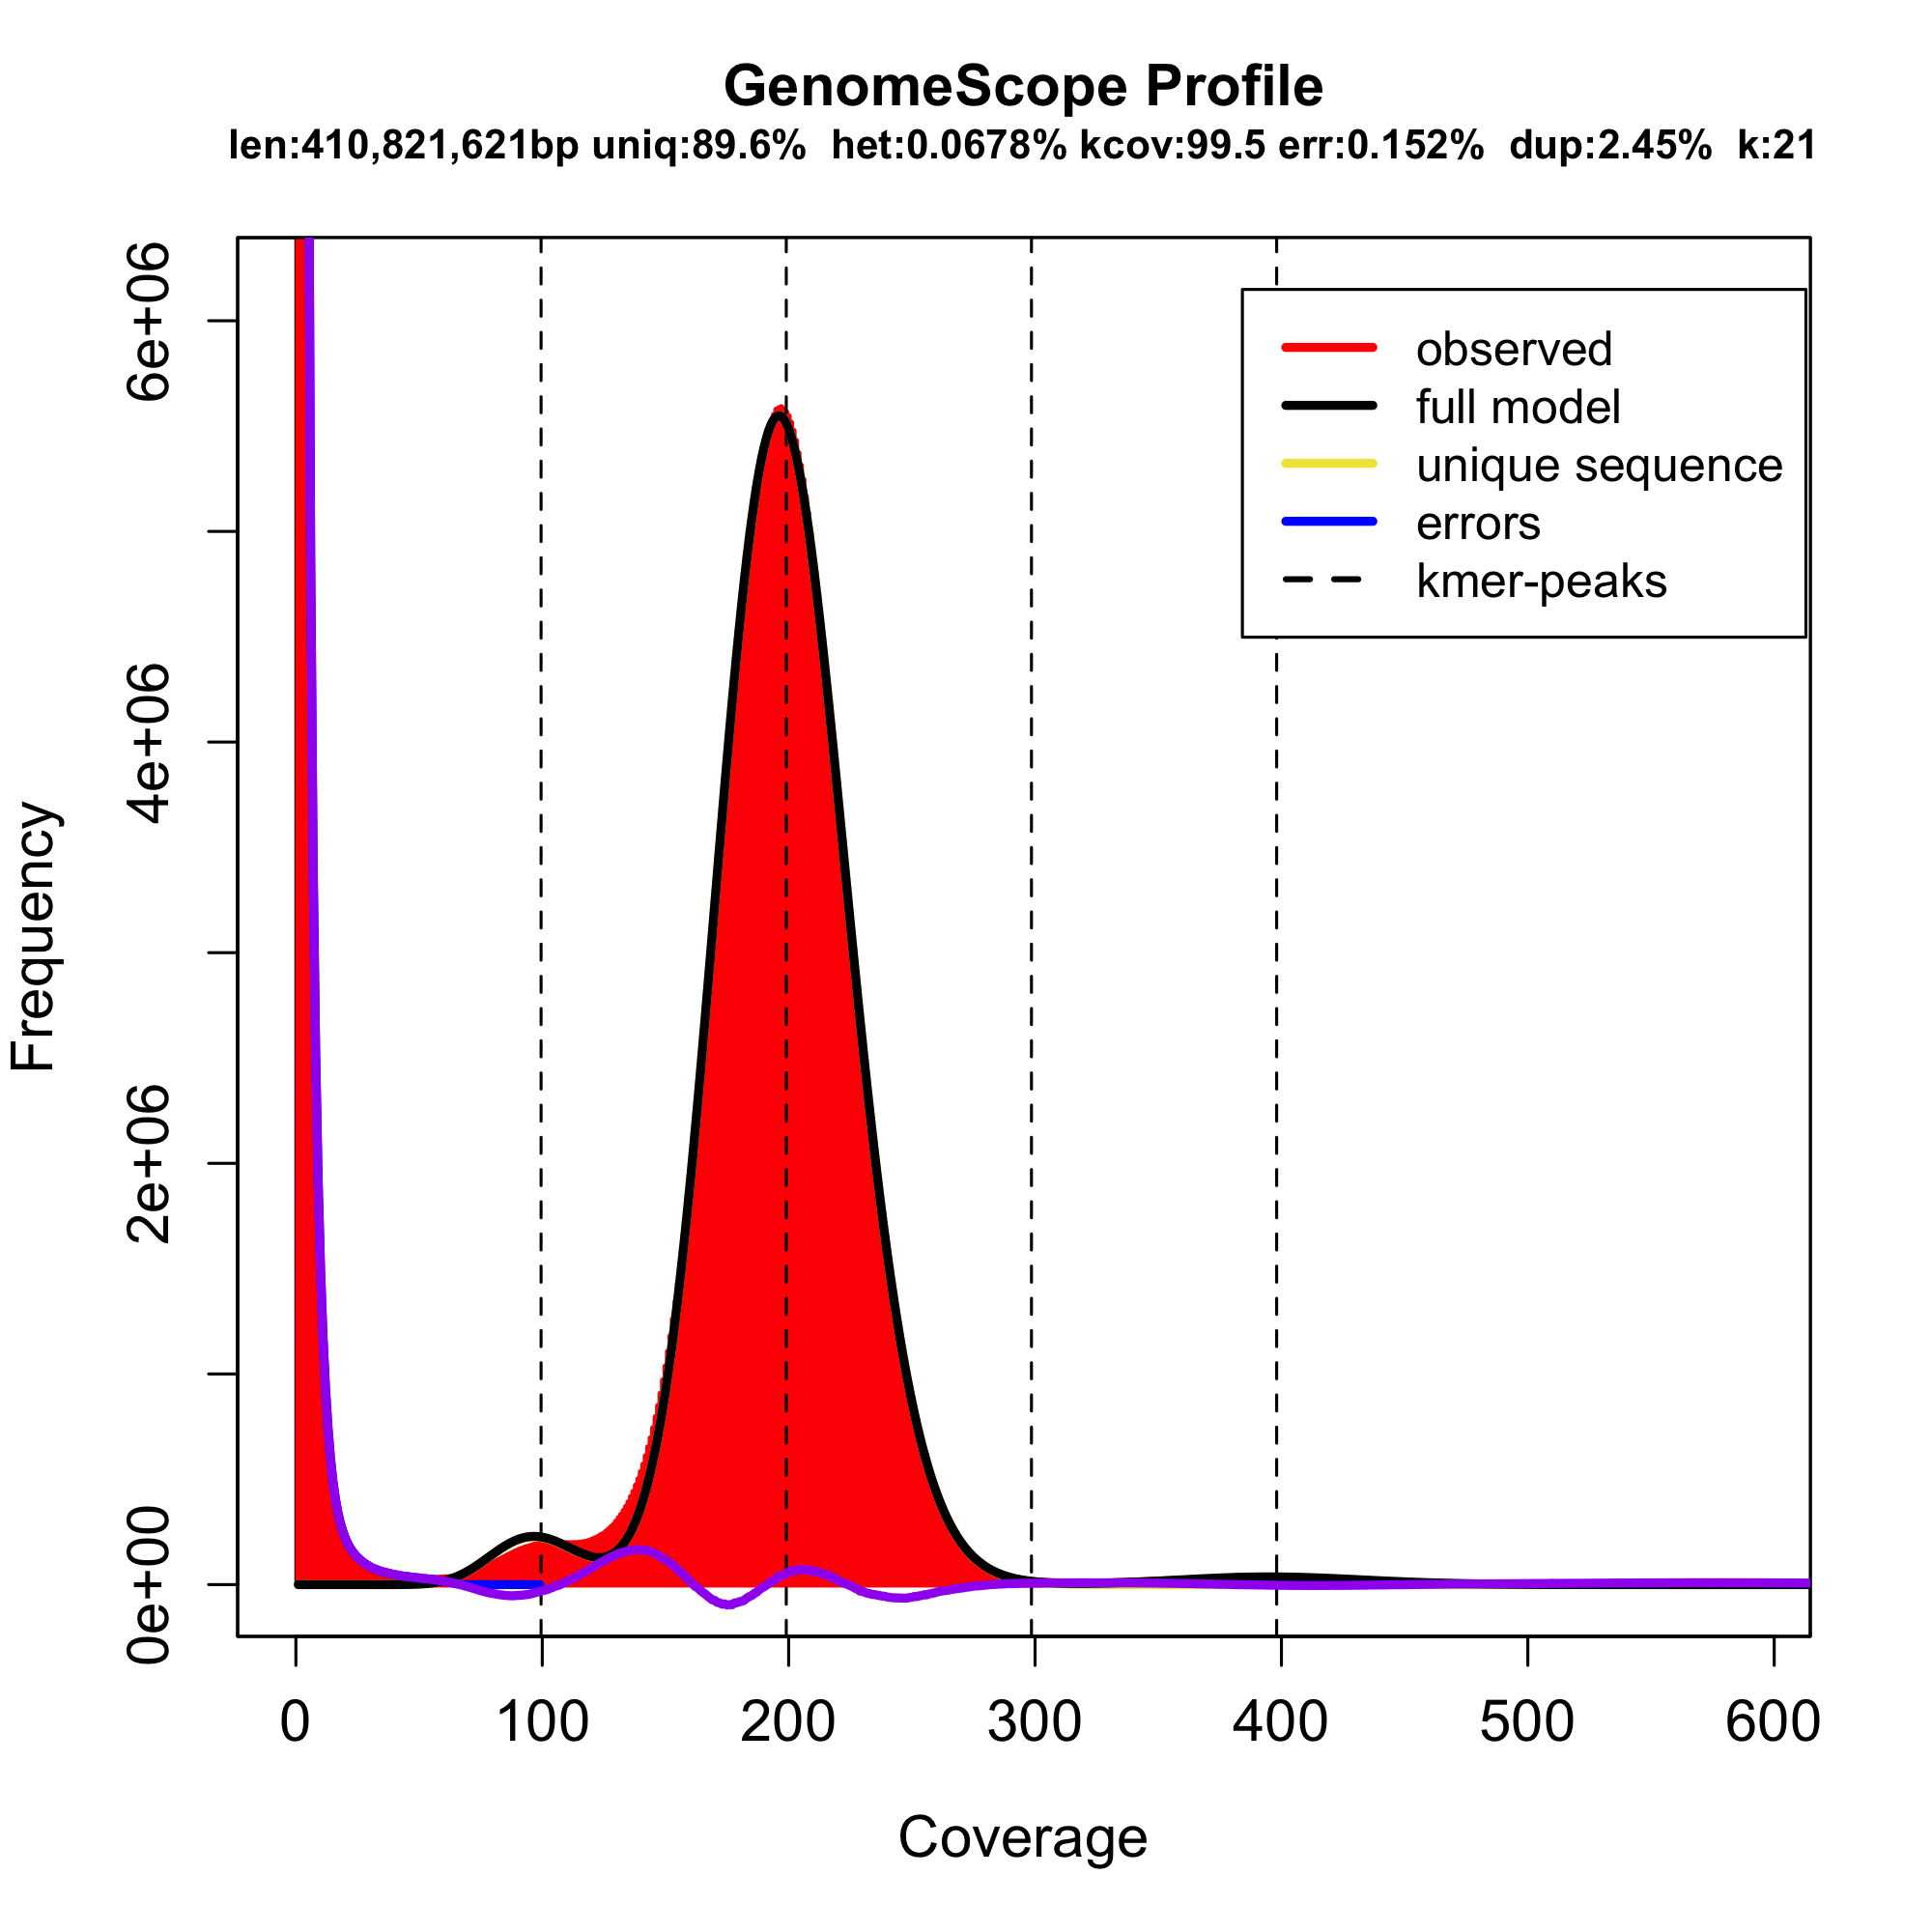 GenomeScope Profile
len:410,821,621bp uniq:89.6% het:0.0678% kcov:99.5 err:0.152% dup:2.45% k:21
observed
full model
unique sequence
errors
kmer-peaks
6e+06
4e+06
2e+06
0e+00
Frequency
0 100 200 300 400 500 600
Coverage